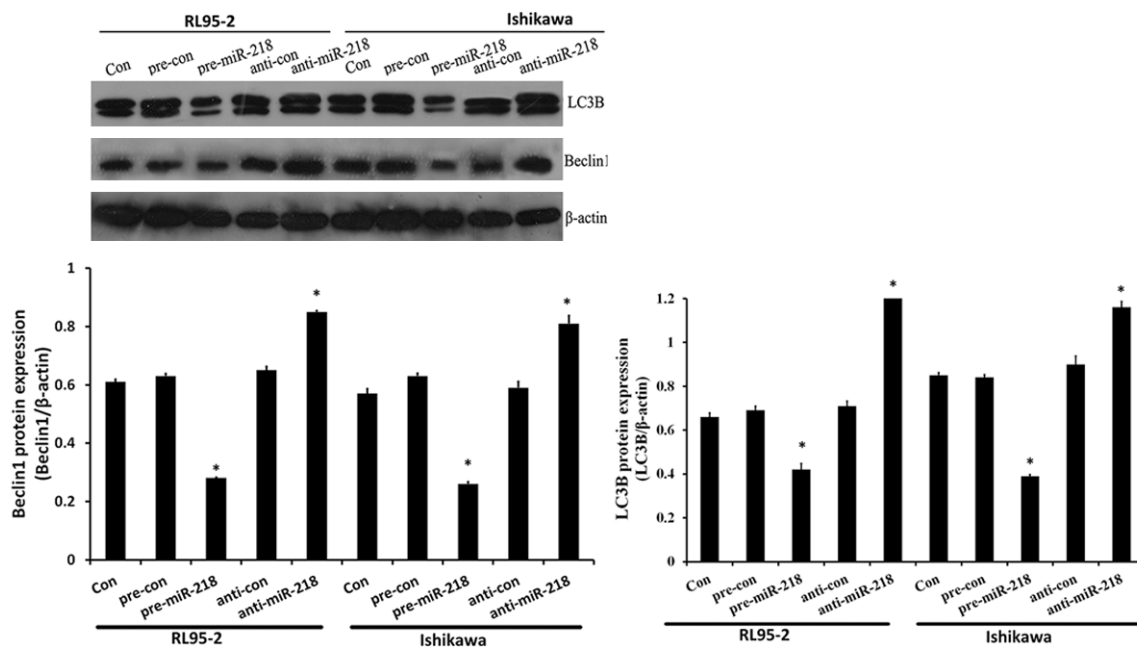 RL95-2 Ishikawa
Con pre-con pre-miR-218 anti-con anti-miR-218 Con pre-con pre-miR-218 anti-con anti-miR-218
LC3B
Beclin1
β-actin
Beclin1 protein expression
(Beclin1/β-actin)
1
0.8
0.6
0.4
0.2
0
* * * *
Con pre-con pre-miR-218 anti-con anti-miR-218 Con pre-con pre-miR-218 anti-con anti-miR-218
RL95-2 Ishikawa
LC3B protein expression
(LC3B/β-actin)
1.2
1
0.8
0.6
0.4
0.2
0
* * * *
Con pre-con pre-miR-218 anti-con anti-miR-218 Con pre-con pre-miR-218 anti-con anti-miR-218
RL95-2 Ishikawa